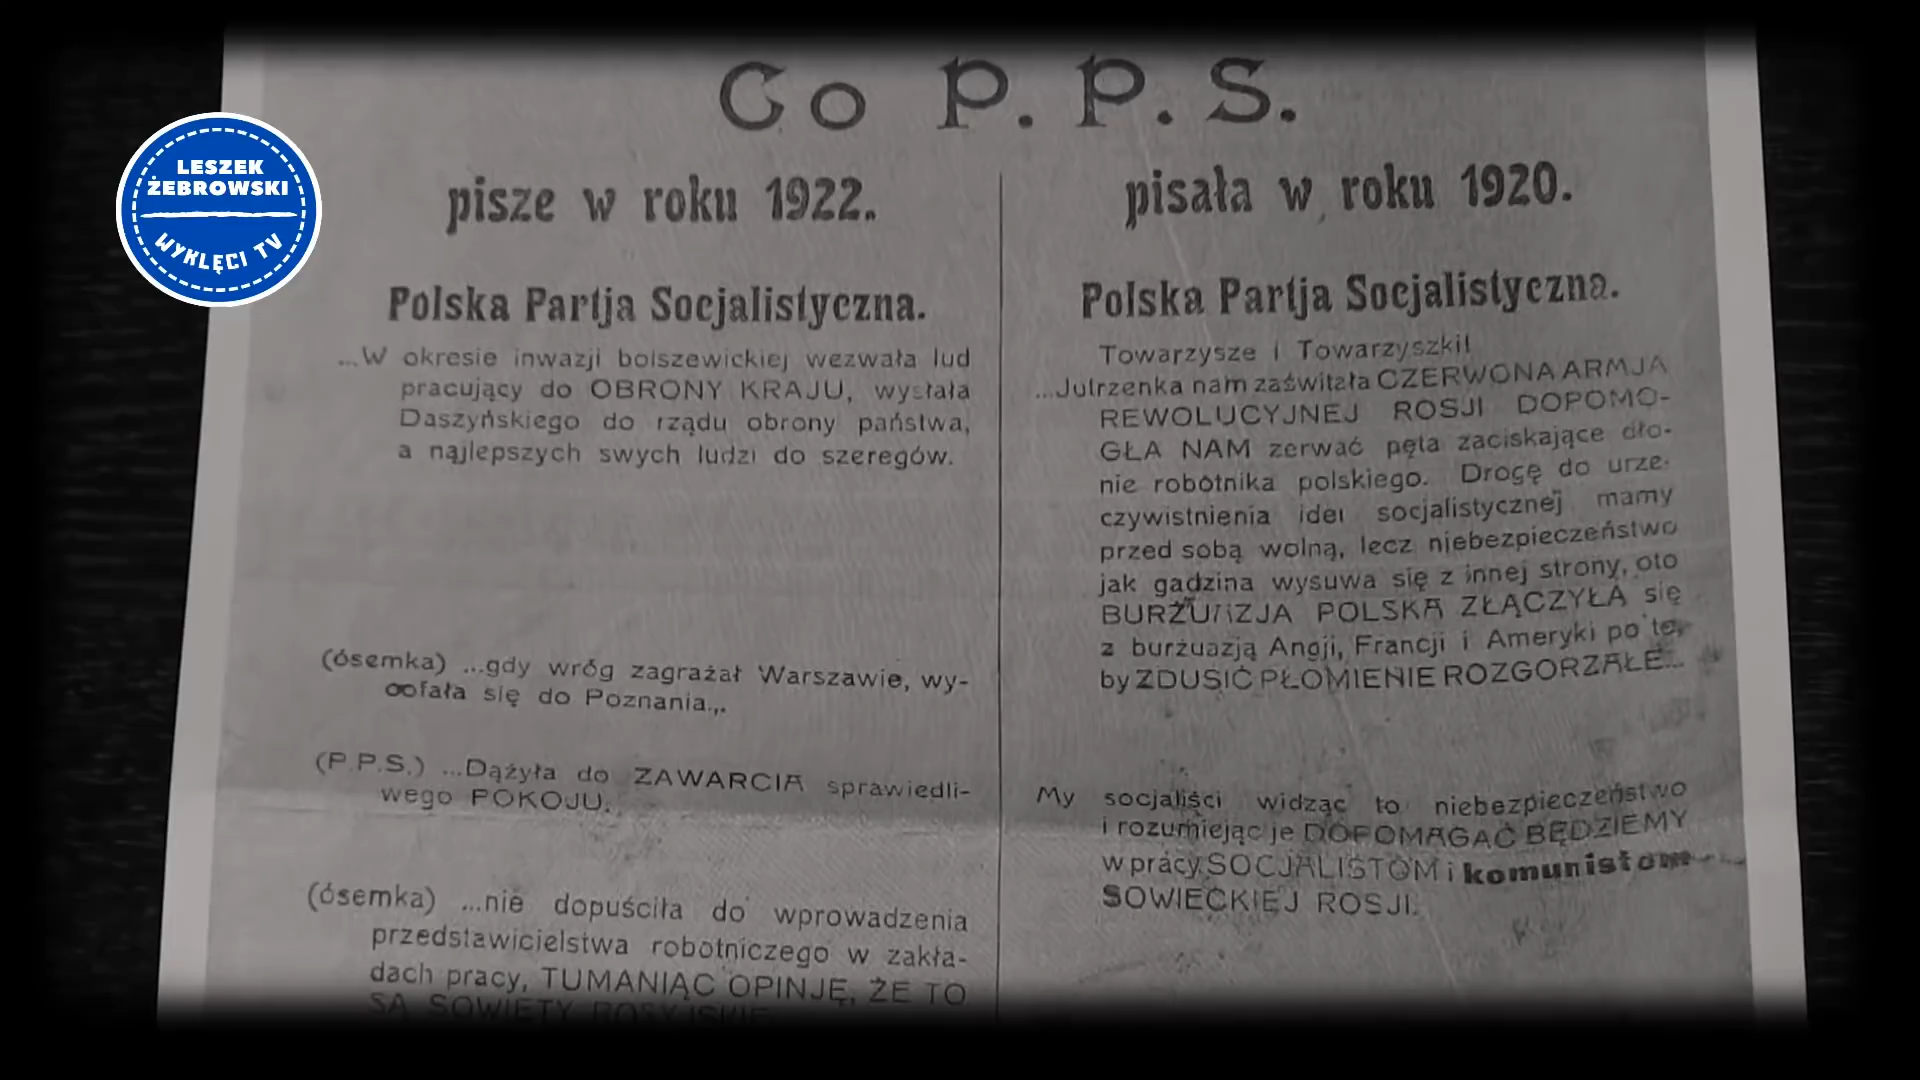 Co P. P. S.
LESZEK
ŻEBROWSKI
WYKLĘCI TV
pisze w roku 1922.
Polska Partja Socjalistyczna.
...W okresie inwazji bolszewickiej wezwała lud
pracujący do OBRONY KRAJU, wysłała
Daszyńskiego do rządu obrony państwa,
a najlepszych swych ludzi do szeregów.
(ósemka) ...gdy wróg zagrażał Warszawie, wy-
cofała się do Poznania...
(P.P.S.) ...Dążyła do ZAWARCIA sprawiedli-
wego POKOJU.
(ósemka) ...nie dopuściła do wprowadzenia
przedstawicielstwa robotniczego w zakła-
dach pracy, TUMANIĄC OPINJĘ, ŻE TO
SĄ SOWIETY ROSYJSKIE
pisała w roku 1920.
Polska Partja Socjalistyczna.
Towarzysze i Towarzyszki!
...Jutrzenka nam zaświtała CZERWONA ARMJA
REWOLUCYJNEJ ROSJI DOPOMO-
GŁA NAM zerwać pęta zaciskające dło-
nie robotnika polskiego. Drogę do urze-
czywistnienia idei socjalistycznej mamy
przed sobą wolną, lecz niebezpieczeństwo
jak gadzina wysuwa się z innej strony, oto
BURŻUAZJA POLSKA ZŁĄCZYŁA się
z burżuazją Anglji, Francji i Ameryki po to,
by ZDUSIĆ PŁOMIENIE ROZGORZAŁE...
My socjaliści widząc to niebezpieczeństwo
i rozumiejąc je DOPOMAGAĆ BĘDZIEMY
w pracy SOCJALISTOM i komunistom
SOWIECKIEJ ROSJI.